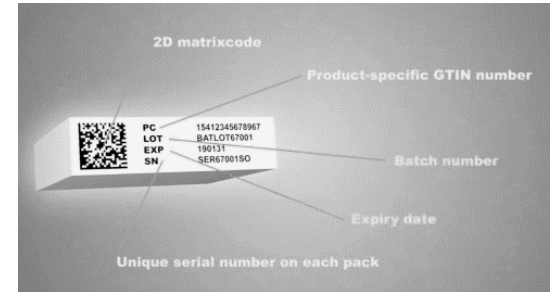 2D matrixcode
Product-specific GTIN number
PC 15412345678967
LOT BATLOT67001
EXP 190131
SN SER67001SO
Batch number
Expiry date
Unique serial number on each pack